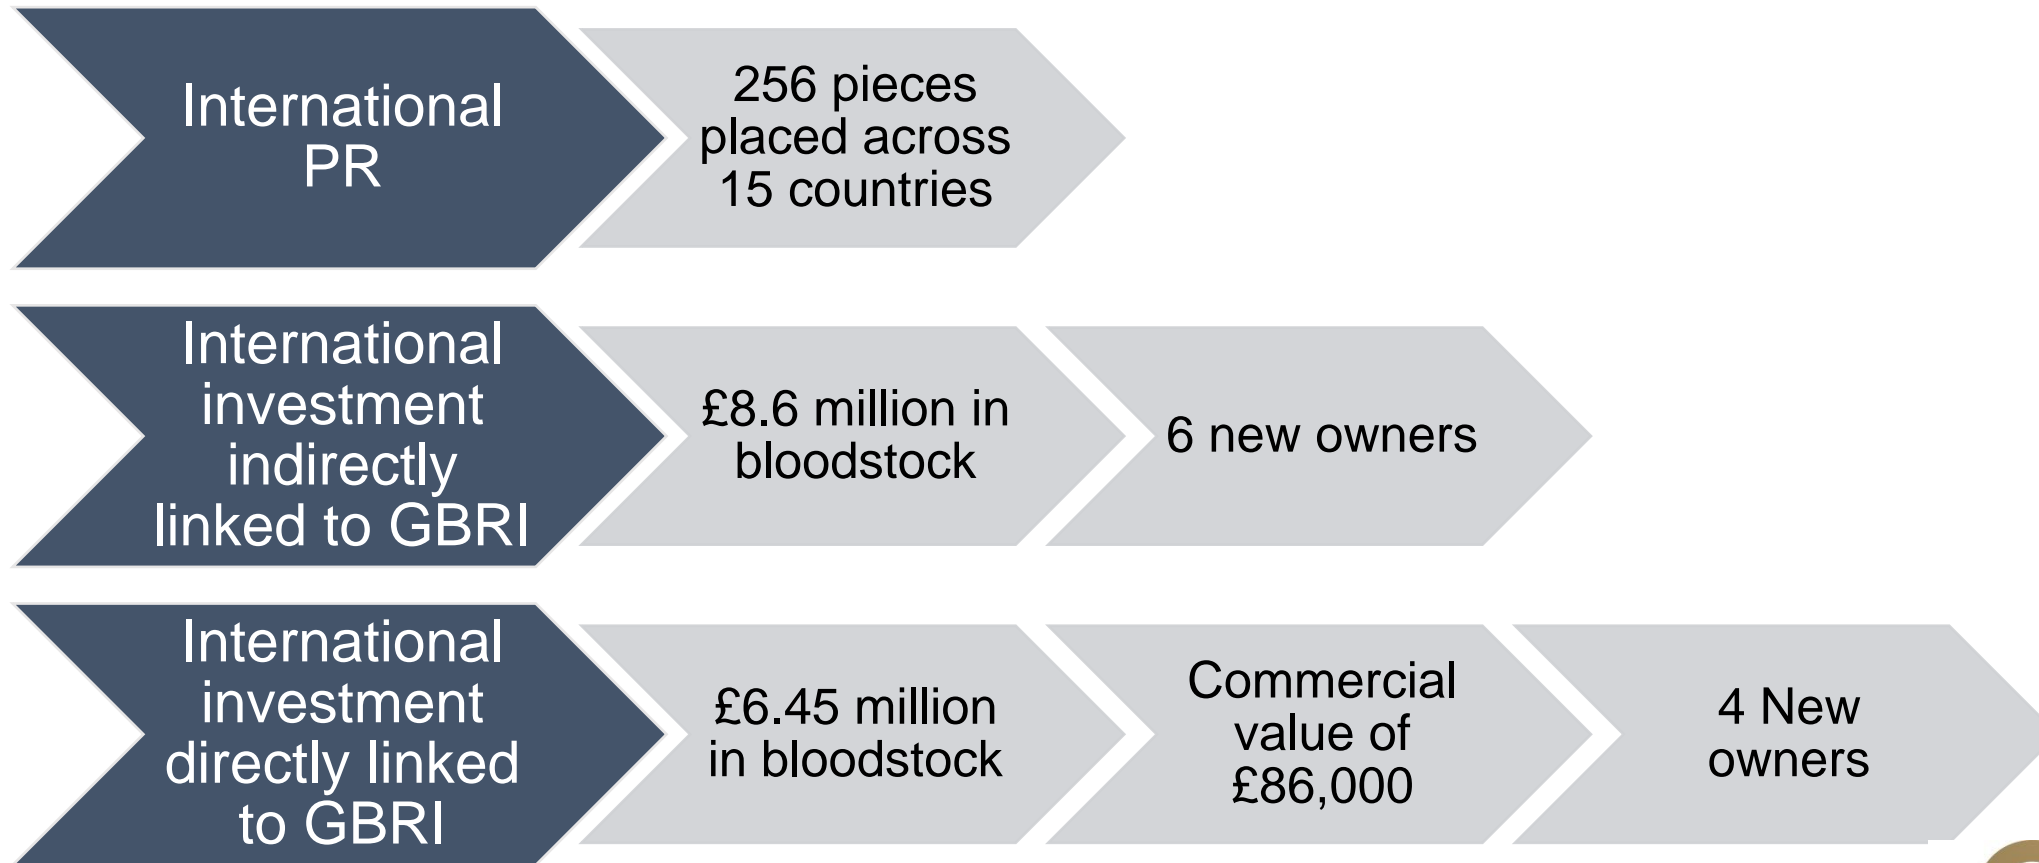 International
PR
256 pieces
placed across
15 countries
International
investment
indirectly
linked to GBRI
£8.6 million in
bloodstock
6 new owners
International
investment
directly linked
to GBRI
£6.45 million
in bloodstock
Commercial
value of
£86,000
4 New
owners